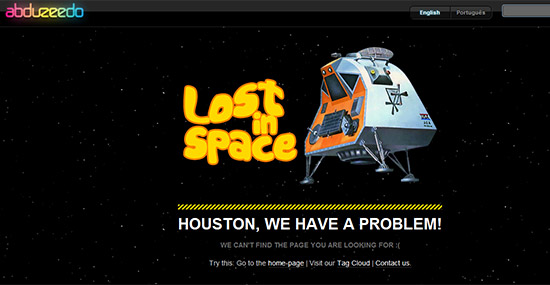 abduzeedo
English Português
Lost
in
space
HOUSTON, WE HAVE A PROBLEM!
WE CAN'T FIND THE PAGE YOU ARE LOOKING FOR :(
Try this: Go to the home-page | Visit our Tag Cloud | Contact us.